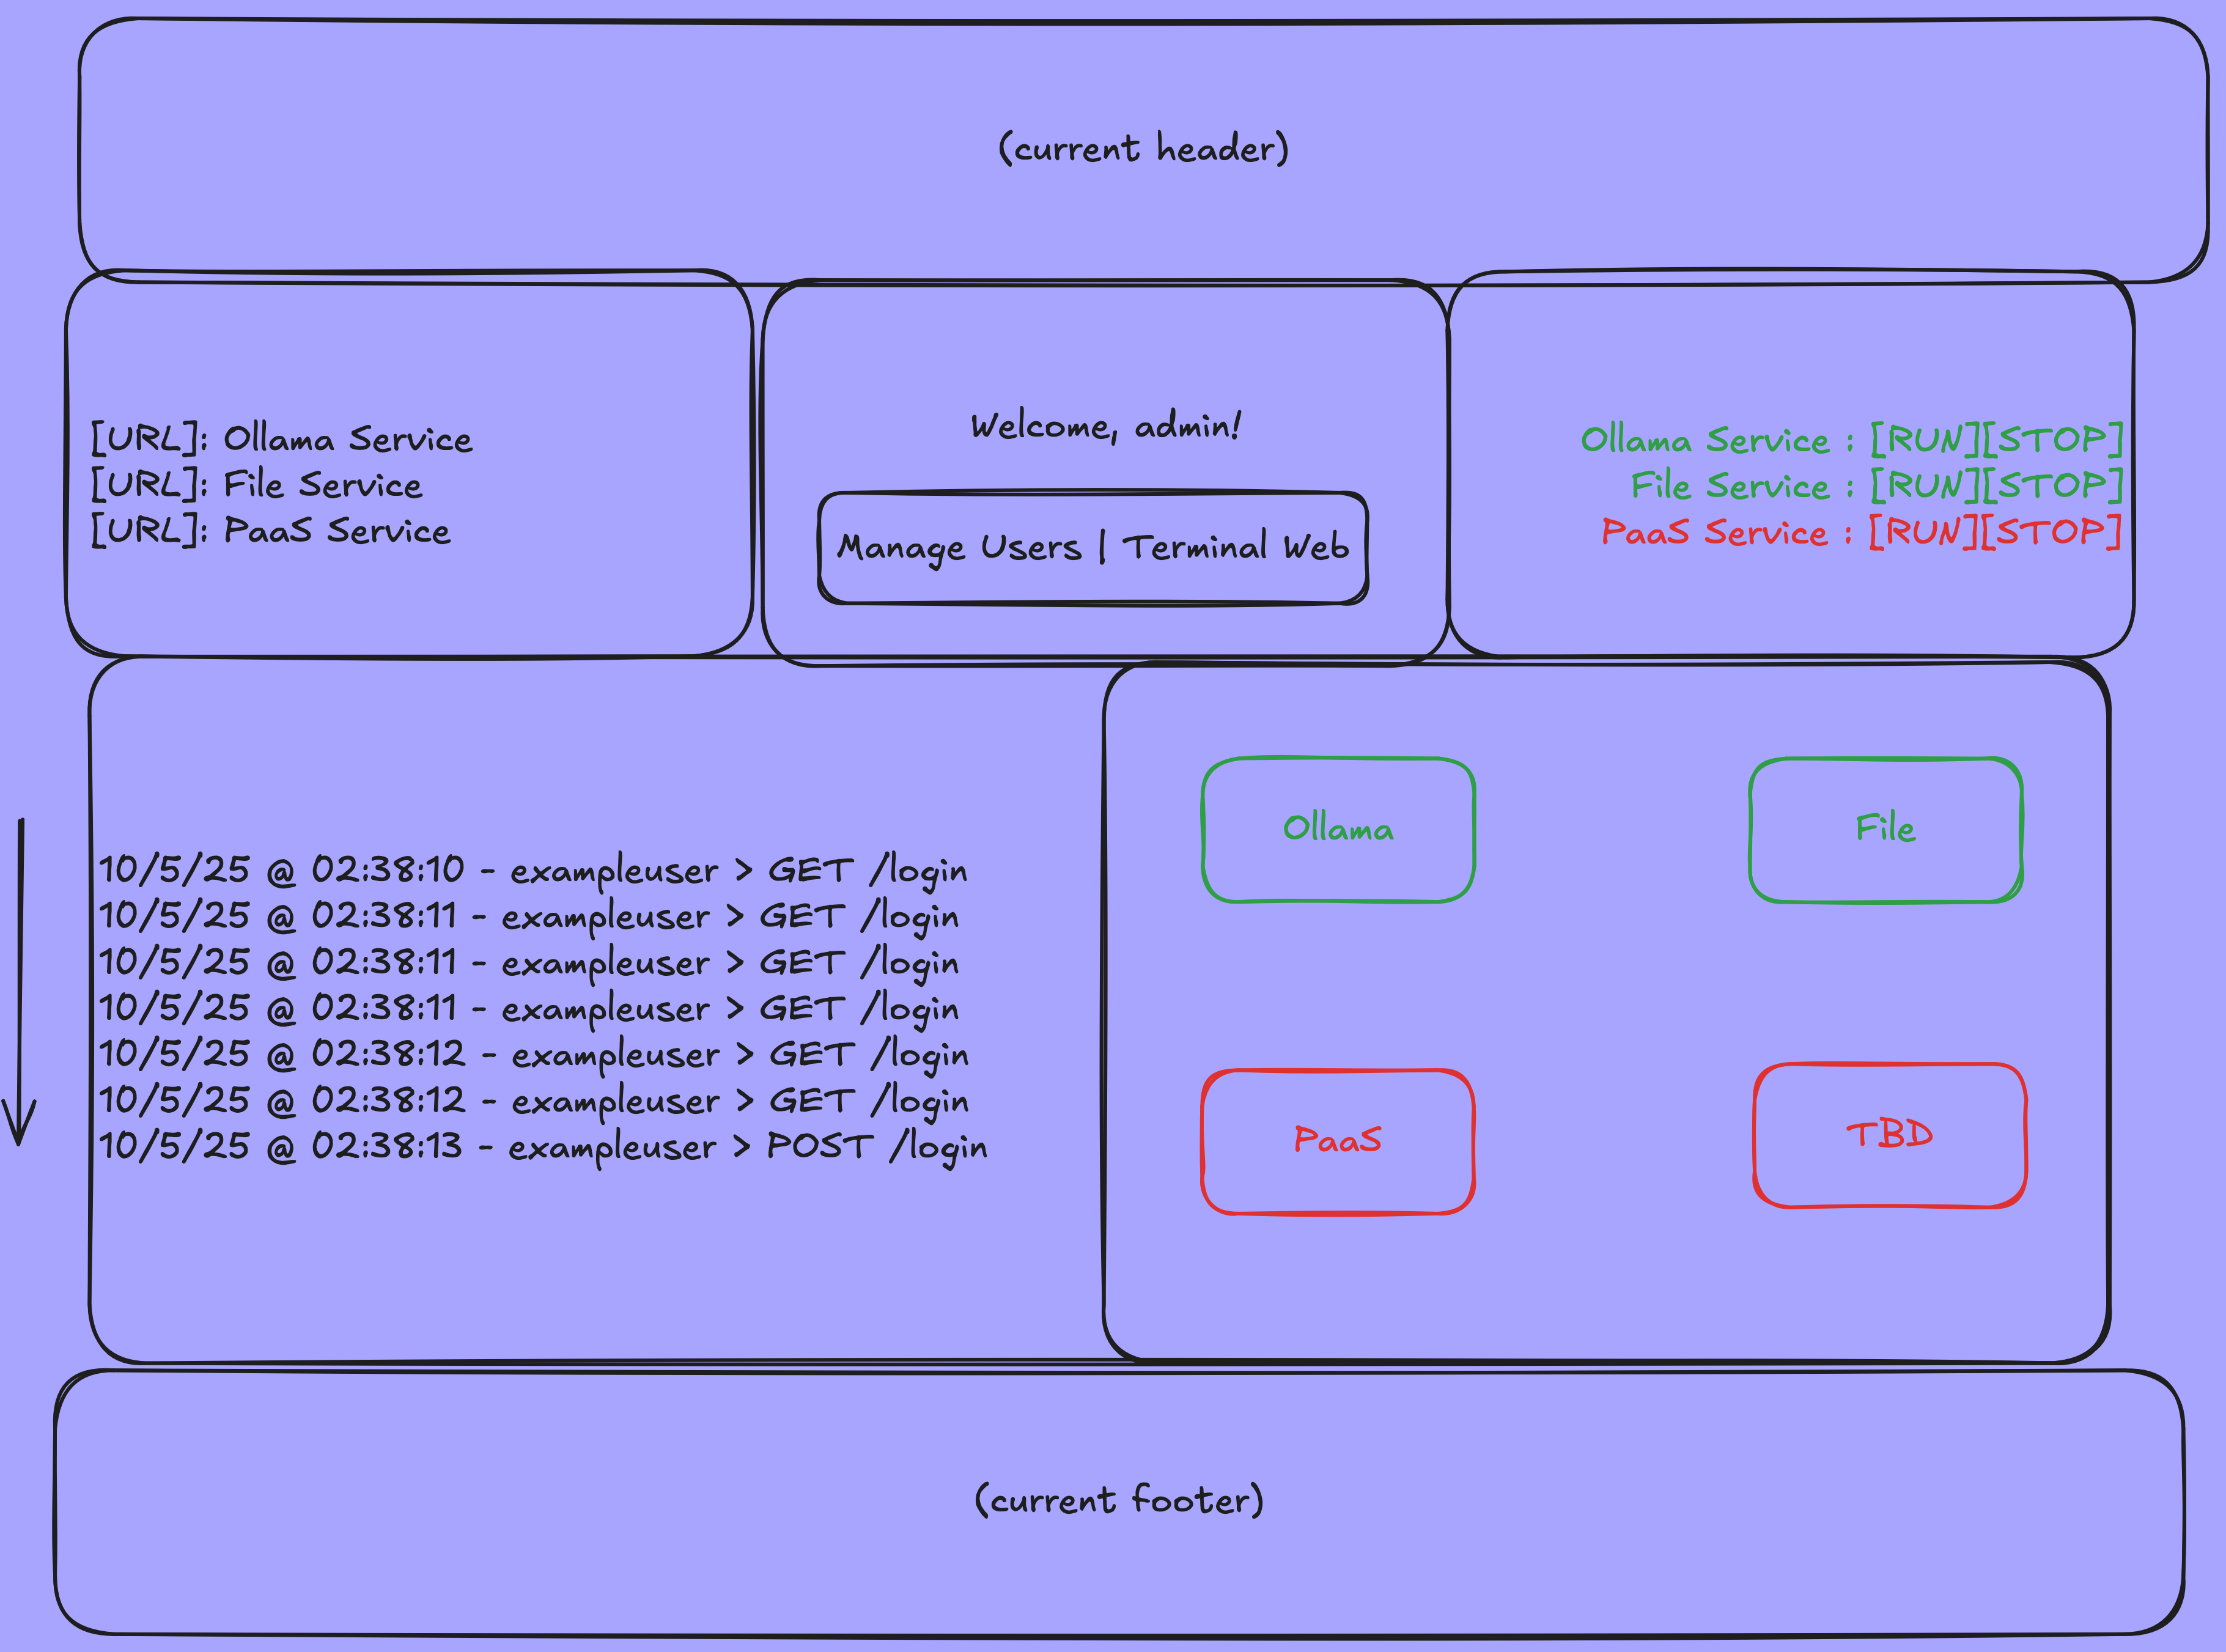 (current header)
[URL]: Ollama Service
[URL]: File Service
[URL]: PaaS Service
Welcome, admin!
Manage Users | Terminal Web
Ollama Service : [RUN][STOP]
File Service : [RUN][STOP]
PaaS Service : [RUN][STOP]
10/5/25 @ 02:38:10 - exampleuser > GET /login
10/5/25 @ 02:38:11 - exampleuser > GET /login
10/5/25 @ 02:38:11 - exampleuser > GET /login
10/5/25 @ 02:38:11 - exampleuser > GET /login
10/5/25 @ 02:38:12 - exampleuser > GET /login
10/5/25 @ 02:38:12 - exampleuser > GET /login
10/5/25 @ 02:38:13 - exampleuser > POST /login
Ollama
File
PaaS
TBD
(current footer)